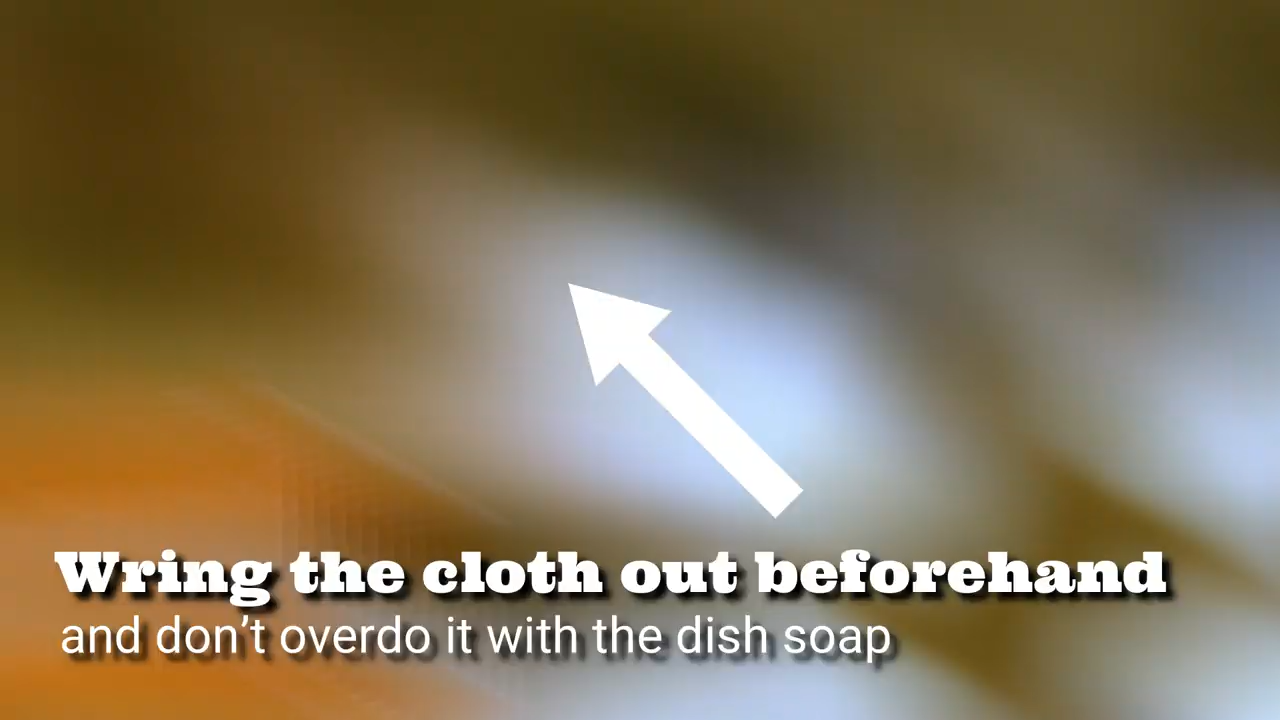 Wring the cloth out beforehand
and don’t overdo it with the dish soap